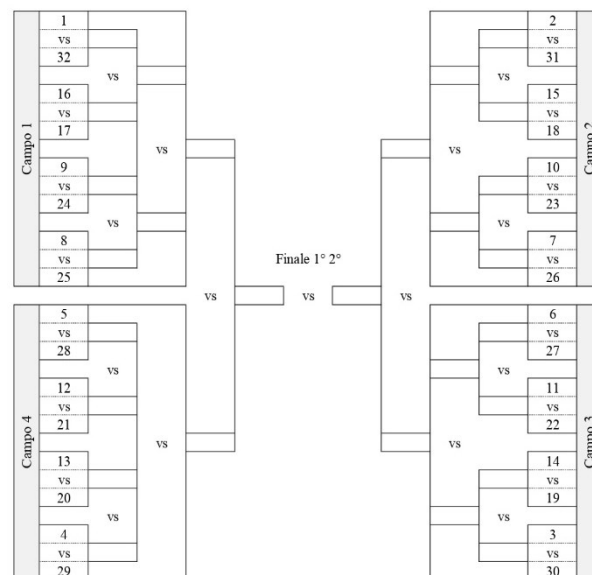 Campo 1
1
vs
32
vs
16
vs
17
vs
9
vs
24
vs
8
vs
25
Campo 4
5
vs
28
vs
12
vs
21
vs
13
vs
20
vs
4
vs
29
vs
Finale 1° 2°
vs
vs
Campo 2
2
vs
31
vs
15
vs
18
vs
10
vs
23
vs
7
vs
26
Campo 3
6
vs
27
vs
11
vs
22
vs
14
vs
19
vs
3
vs
30